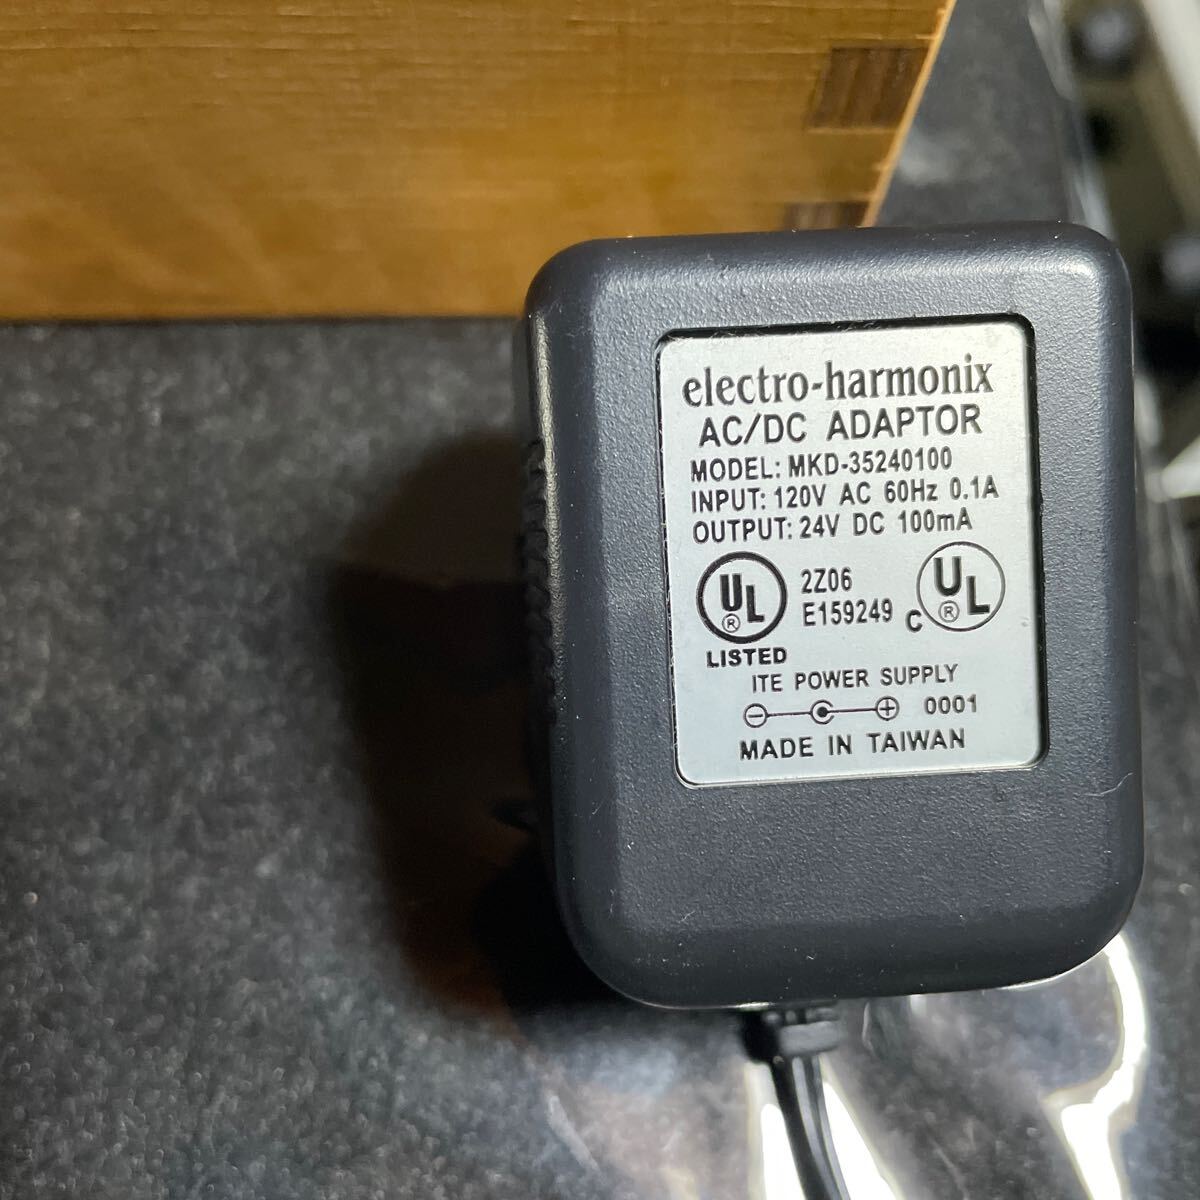 electro-harmonix
AC/DC ADAPTOR
MODEL: MKD-35240100
INPUT: 120V AC 60Hz 0.1A
OUTPUT: 24V DC 100mA
UL ® 2Z06 C UL ®
E159249
LISTED
ITE POWER SUPPLY
0001
MADE IN TAIWAN